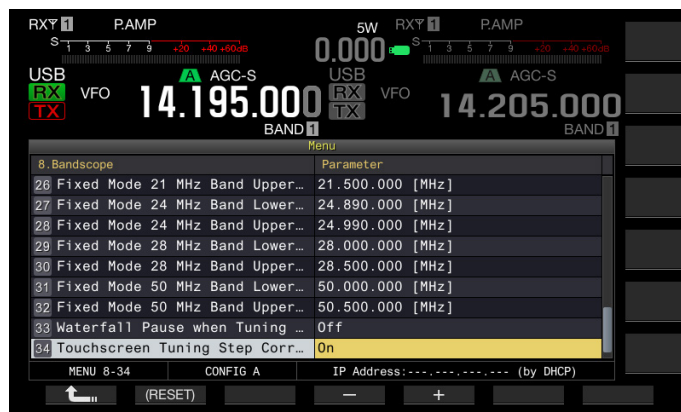 RX 1 P.AMP 5W RX 1 P.AMP
S 1 3 5 7 9 +20 +40 +60dB 0.000 S 1 3 5 7 9 +20 +40 +60dB
USB A AGC-S USB A AGC-S
RX VFO 14.195.000 RX VFO 14.205.000
TX TX
BAND 1 BAND 1
Menu
8.Bandscope Parameter
26 Fixed Mode 21 MHz Band Upper… 21.500.000 [MHz]
27 Fixed Mode 24 MHz Band Lower… 24.890.000 [MHz]
28 Fixed Mode 24 MHz Band Upper… 24.990.000 [MHz]
29 Fixed Mode 28 MHz Band Lower… 28.000.000 [MHz]
30 Fixed Mode 28 MHz Band Upper… 28.500.000 [MHz]
31 Fixed Mode 50 MHz Band Lower… 50.000.000 [MHz]
32 Fixed Mode 50 MHz Band Upper… 50.500.000 [MHz]
33 Waterfall Pause when Tuning … Off
34 Touchscreen Tuning Step Corr… On
MENU 8-34 CONFIG A IP Address:---.---.---.--- (by DHCP)
(RESET) － +